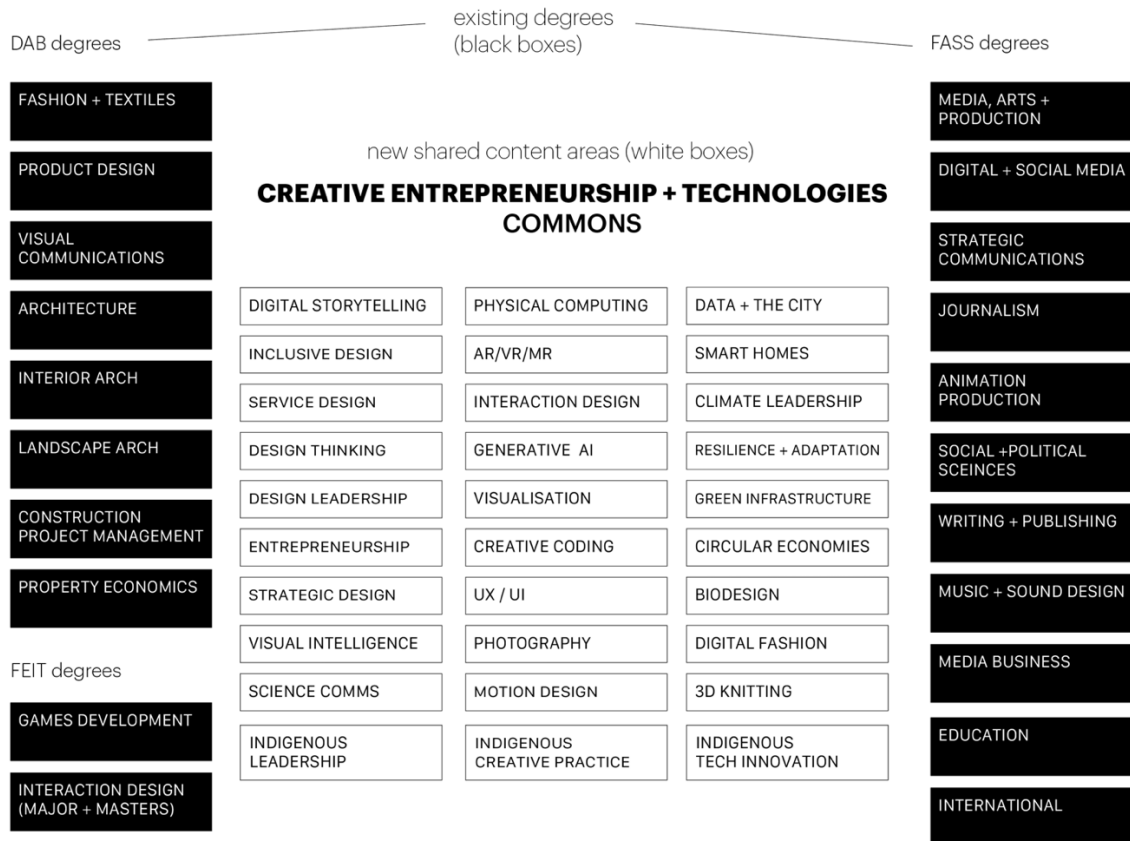 existing degrees
(black boxes)
DAB degrees
FASHION + TEXTILES
PRODUCT DESIGN
VISUAL
COMMUNICATIONS
ARCHITECTURE
INTERIOR ARCH
LANDSCAPE ARCH
CONSTRUCTION
PROJECT MANAGEMENT
PROPERTY ECONOMICS
FEIT degrees
GAMES DEVELOPMENT
INTERACTION DESIGN
(MAJOR + MASTERS)
new shared content areas (white boxes)
CREATIVE ENTREPRENEURSHIP + TECHNOLOGIES
COMMONS
DIGITAL STORYTELLING
INCLUSIVE DESIGN
SERVICE DESIGN
DESIGN THINKING
DESIGN LEADERSHIP
ENTREPRENEURSHIP
STRATEGIC DESIGN
VISUAL INTELLIGENCE
SCIENCE COMMS
INDIGENOUS
LEADERSHIP
PHYSICAL COMPUTING
AR/VR/MR
INTERACTION DESIGN
GENERATIVE AI
VISUALISATION
CREATIVE CODING
UX / UI
PHOTOGRAPHY
MOTION DESIGN
INDIGENOUS
CREATIVE PRACTICE
DATA + THE CITY
SMART HOMES
CLIMATE LEADERSHIP
RESILIENCE + ADAPTATION
GREEN INFRASTRUCTURE
CIRCULAR ECONOMIES
BIODESIGN
DIGITAL FASHION
3D KNITTING
INDIGENOUS
TECH INNOVATION
FASS degrees
MEDIA, ARTS +
PRODUCTION
DIGITAL + SOCIAL MEDIA
STRATEGIC
COMMUNICATIONS
JOURNALISM
ANIMATION
PRODUCTION
SOCIAL +POLITICAL
SCEINCES
WRITING + PUBLISHING
MUSIC + SOUND DESIGN
MEDIA BUSINESS
EDUCATION
INTERNATIONAL